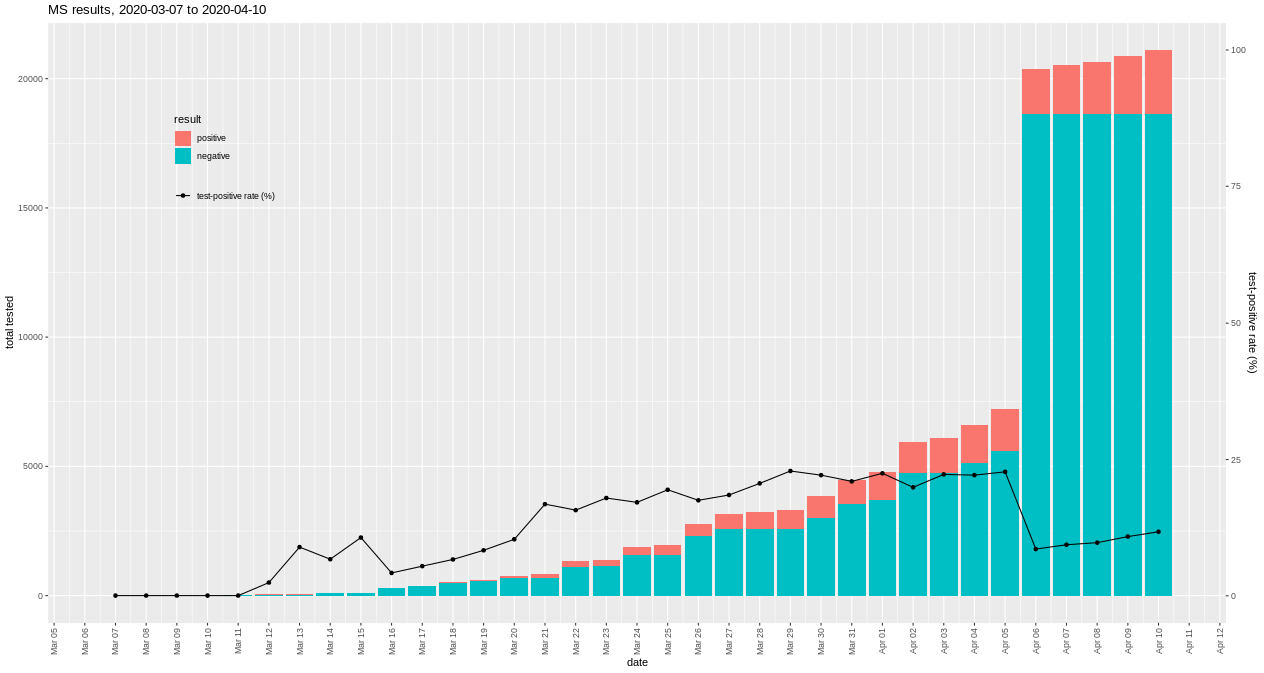 MS results, 2020-03-07 to 2020-04-10
total tested
20000
15000
10000
5000
0
result
positive
negative
test-positive rate (%)
100
75
50
25
0
test-positive rate (%)
Mar 05
Mar 06
Mar 07
Mar 08
Mar 09
Mar 10
Mar 11
Mar 12
Mar 13
Mar 14
Mar 15
Mar 16
Mar 17
Mar 18
Mar 19
Mar 20
Mar 21
Mar 22
Mar 23
Mar 24
Mar 25
Mar 26
Mar 27
Mar 28
Mar 29
Mar 30
Mar 31
Apr 01
Apr 02
Apr 03
Apr 04
Apr 05
Apr 06
Apr 07
Apr 08
Apr 09
Apr 10
Apr 11
Apr 12
date